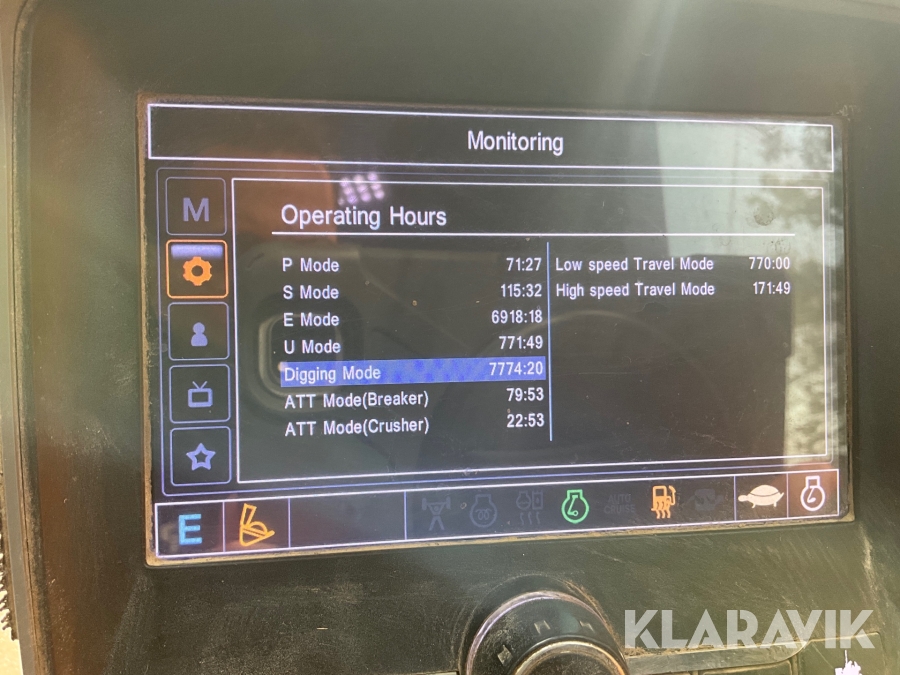 Monitoring
M
Operating Hours
P Mode 71:27
S Mode 115:32
E Mode 6918:18
U Mode 771:49
Digging Mode 7774:20
ATT Mode(Breaker) 79:53
ATT Mode(Crusher) 22:53
Low speed Travel Mode 770:00
High speed Travel Mode 171:49
E
AUTO
CRUISE
KLARAVIK